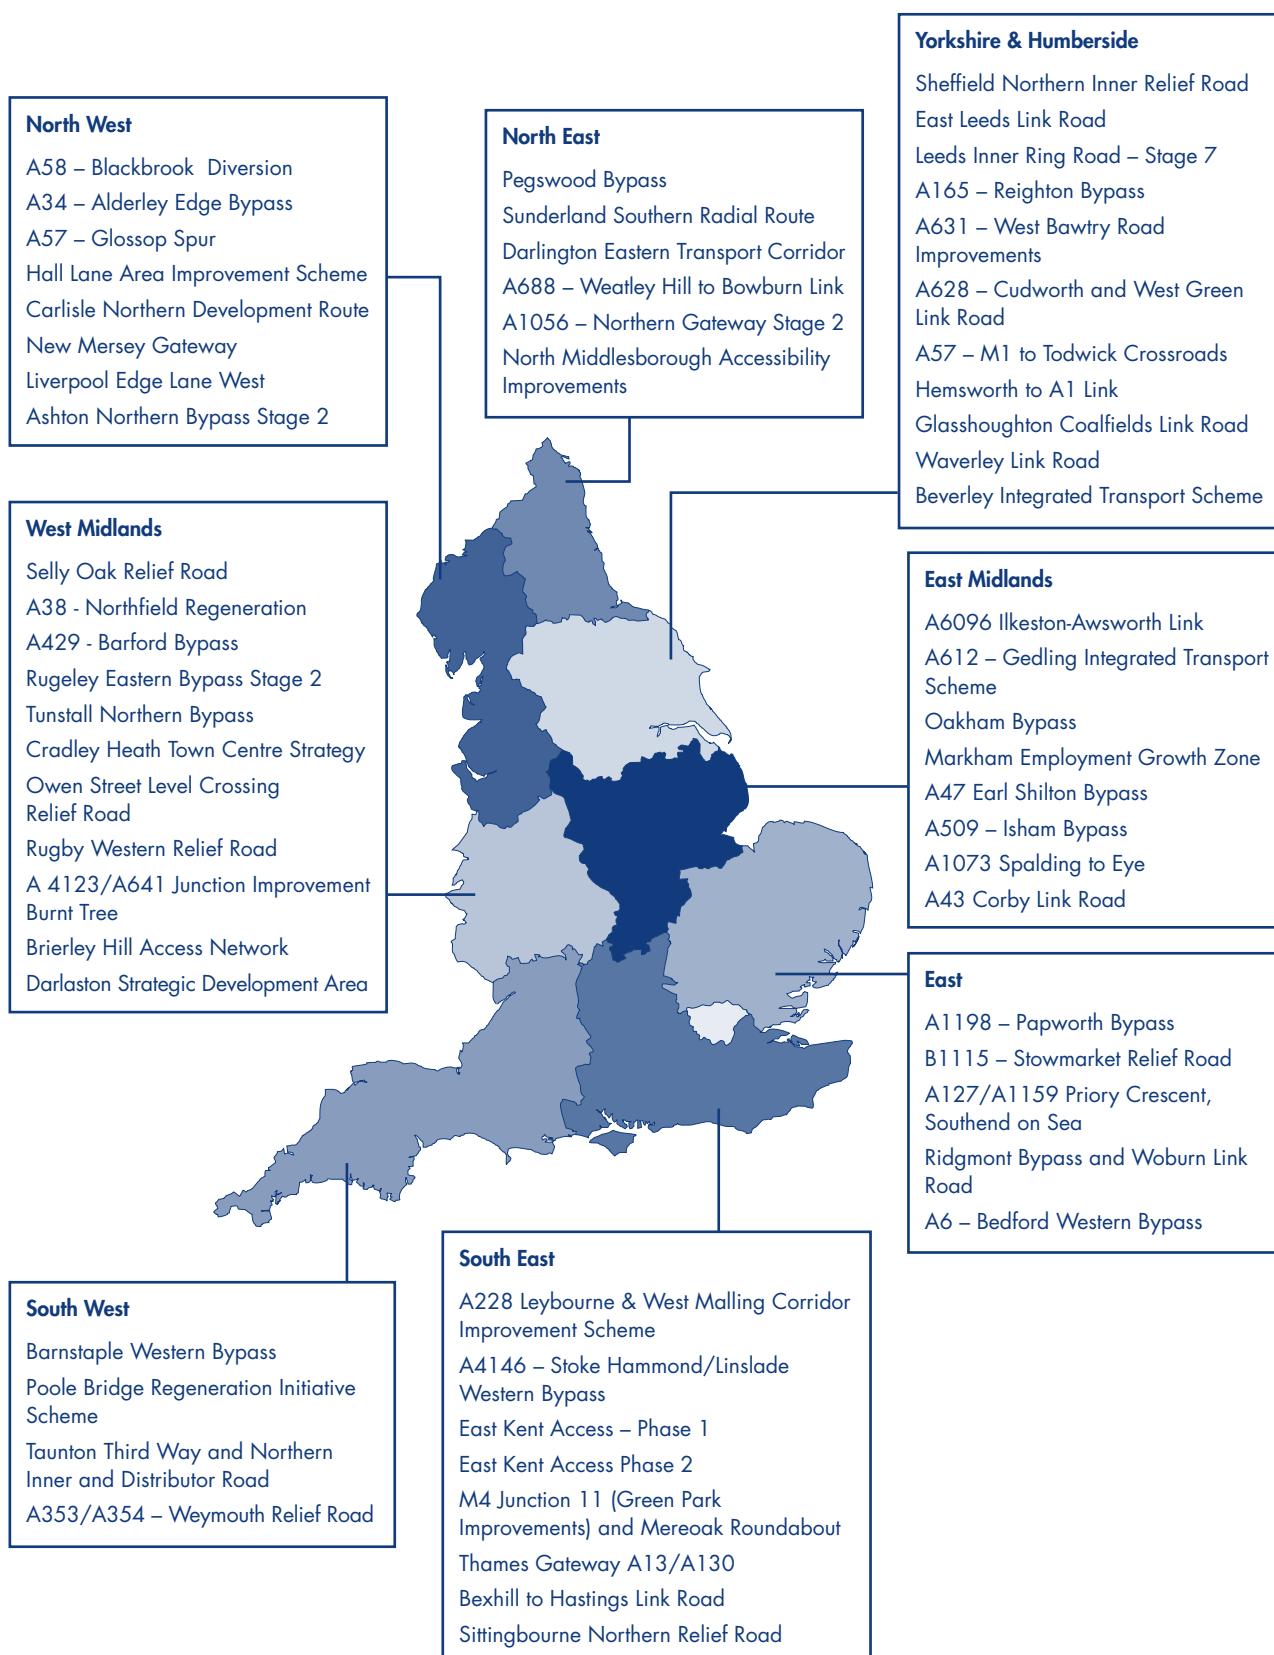 North West
A58 – Blackbrook Diversion
A34 – Alderley Edge Bypass
A57 – Glossop Spur
Hall Lane Area Improvement Scheme
Carlisle Northern Development Route
New Mersey Gateway
Liverpool Edge Lane West
Ashton Northern Bypass Stage 2
North East
Pegswood Bypass
Sunderland Southern Radial Route
Darlington Eastern Transport Corridor
A688 – Weatley Hill to Bowburn Link
A1056 – Northern Gateway Stage 2
North Middlesborough Accessibility
Improvements
Yorkshire & Humberside
Sheffield Northern Inner Relief Road
East Leeds Link Road
Leeds Inner Ring Road – Stage 7
A165 – Reighton Bypass
A631 – West Bawtry Road
Improvements
A628 – Cudworth and West Green
Link Road
A57 – M1 to Todwick Crossroads
Hemsworth to A1 Link
Glasshoughton Coalfields Link Road
Waverley Link Road
Beverley Integrated Transport Scheme
West Midlands
Selly Oak Relief Road
A38 - Northfield Regeneration
A429 - Barford Bypass
Rugeley Eastern Bypass Stage 2
Tunstall Northern Bypass
Cradley Heath Town Centre Strategy
Owen Street Level Crossing
Relief Road
Rugby Western Relief Road
A 4123/A641 Junction Improvement
Burnt Tree
Brierley Hill Access Network
Darlaston Strategic Development Area
East Midlands
A6096 Ilkeston-Awsworth Link
A612 – Gedling Integrated Transport
Scheme
Oakham Bypass
Markham Employment Growth Zone
A47 Earl Shilton Bypass
A509 – Isham Bypass
A1073 Spalding to Eye
A43 Corby Link Road
East
A1198 – Papworth Bypass
B1115 – Stowmarket Relief Road
A127/A1159 Priory Crescent,
Southend on Sea
Ridgmont Bypass and Woburn Link
Road
A6 – Bedford Western Bypass
South West
Barnstaple Western Bypass
Poole Bridge Regeneration Initiative
Scheme
Taunton Third Way and Northern
Inner and Distributor Road
A353/A354 – Weymouth Relief Road
South East
A228 Leybourne & West Malling Corridor
Improvement Scheme
A4146 – Stoke Hammond/Linslade
Western Bypass
East Kent Access – Phase 1
East Kent Access Phase 2
M4 Junction 11 (Green Park
Improvements) and Mereoak Roundabout
Thames Gateway A13/A130
Bexhill to Hastings Link Road
Sittingbourne Northern Relief Road